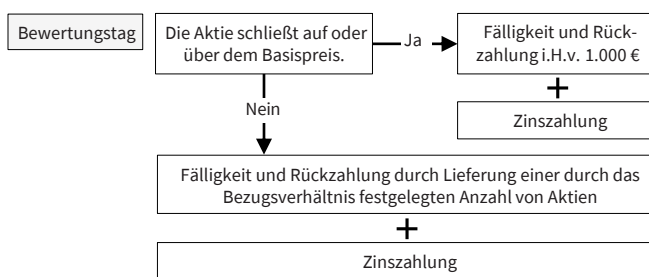 Bewertungstag
Die Aktie schließt auf oder
über dem Basispreis.
Ja
Fälligkeit und Rück-
zahlung i.H.v. 1.000 €
+
Zinszahlung
Nein
Fälligkeit und Rückzahlung durch Lieferung einer durch das
Bezugsverhältnis festgelegten Anzahl von Aktien
+
Zinszahlung